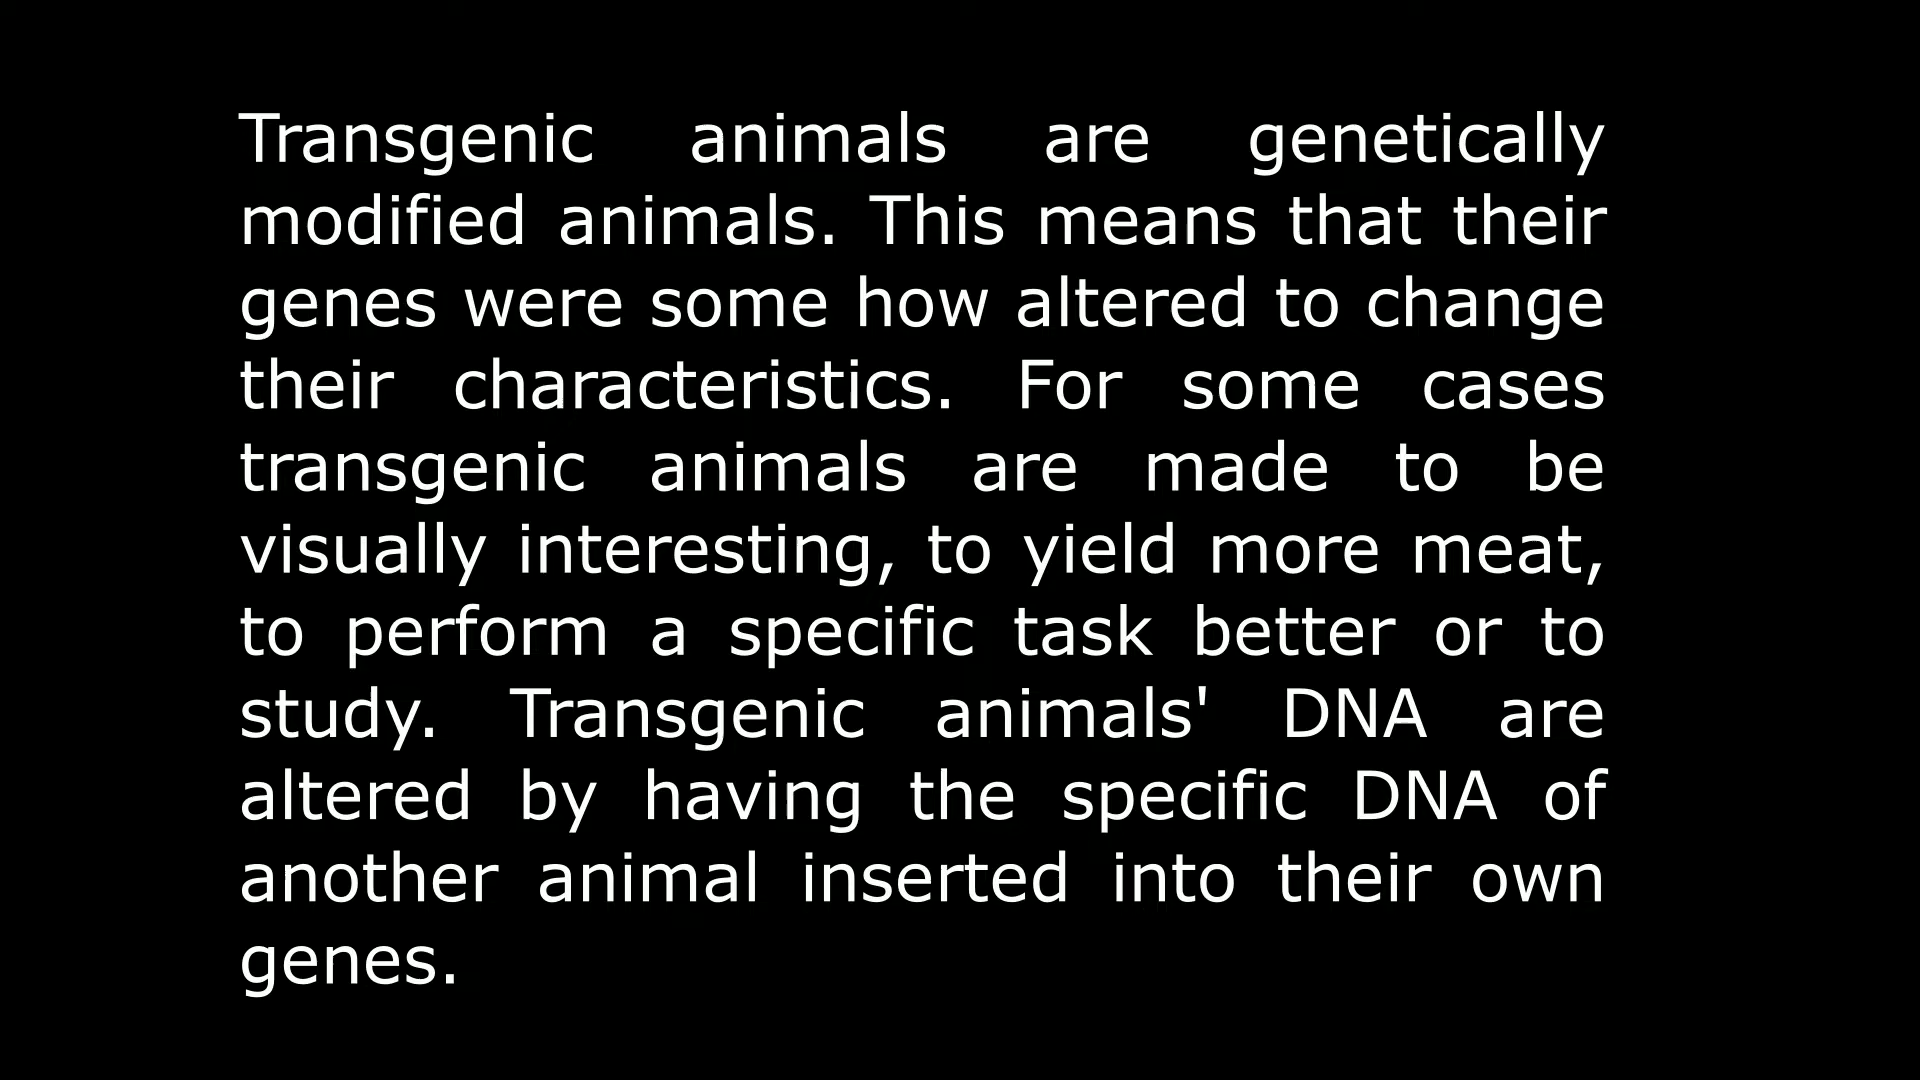 Transgenic animals are genetically
modified animals. This means that their
genes were some how altered to change
their characteristics. For some cases
transgenic animals are made to be
visually interesting, to yield more meat,
to perform a specific task better or to
study. Transgenic animals' DNA are
altered by having the specific DNA of
another animal inserted into their own
genes.